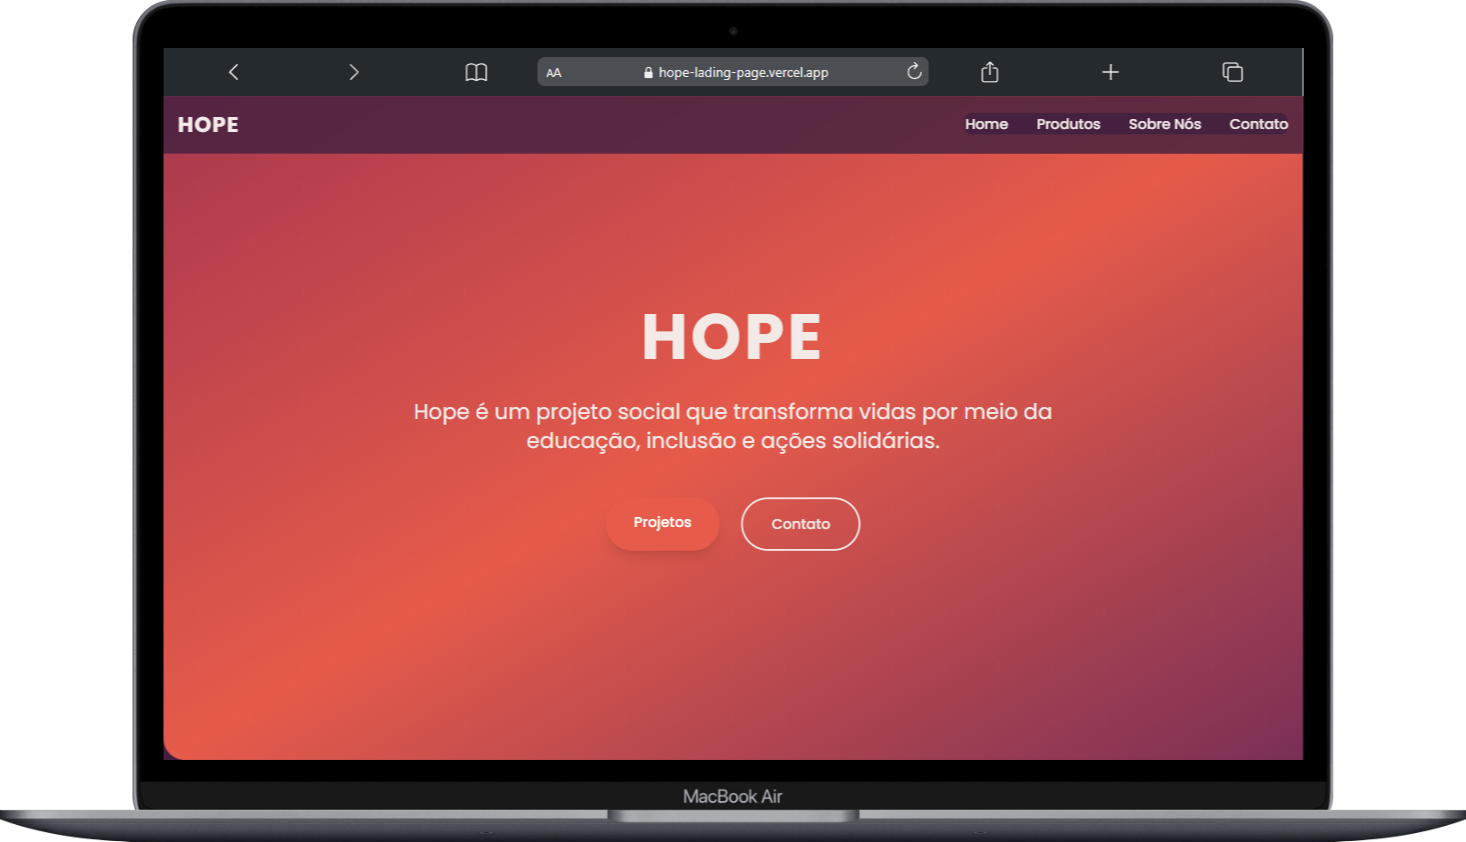 AA hope-lading-page.vercel.app
HOPE Home Produtos Sobre Nós Contato
HOPE
Hope é um projeto social que transforma vidas por meio da
educação, inclusão e ações solidárias.
Projetos Contato
MacBook Air